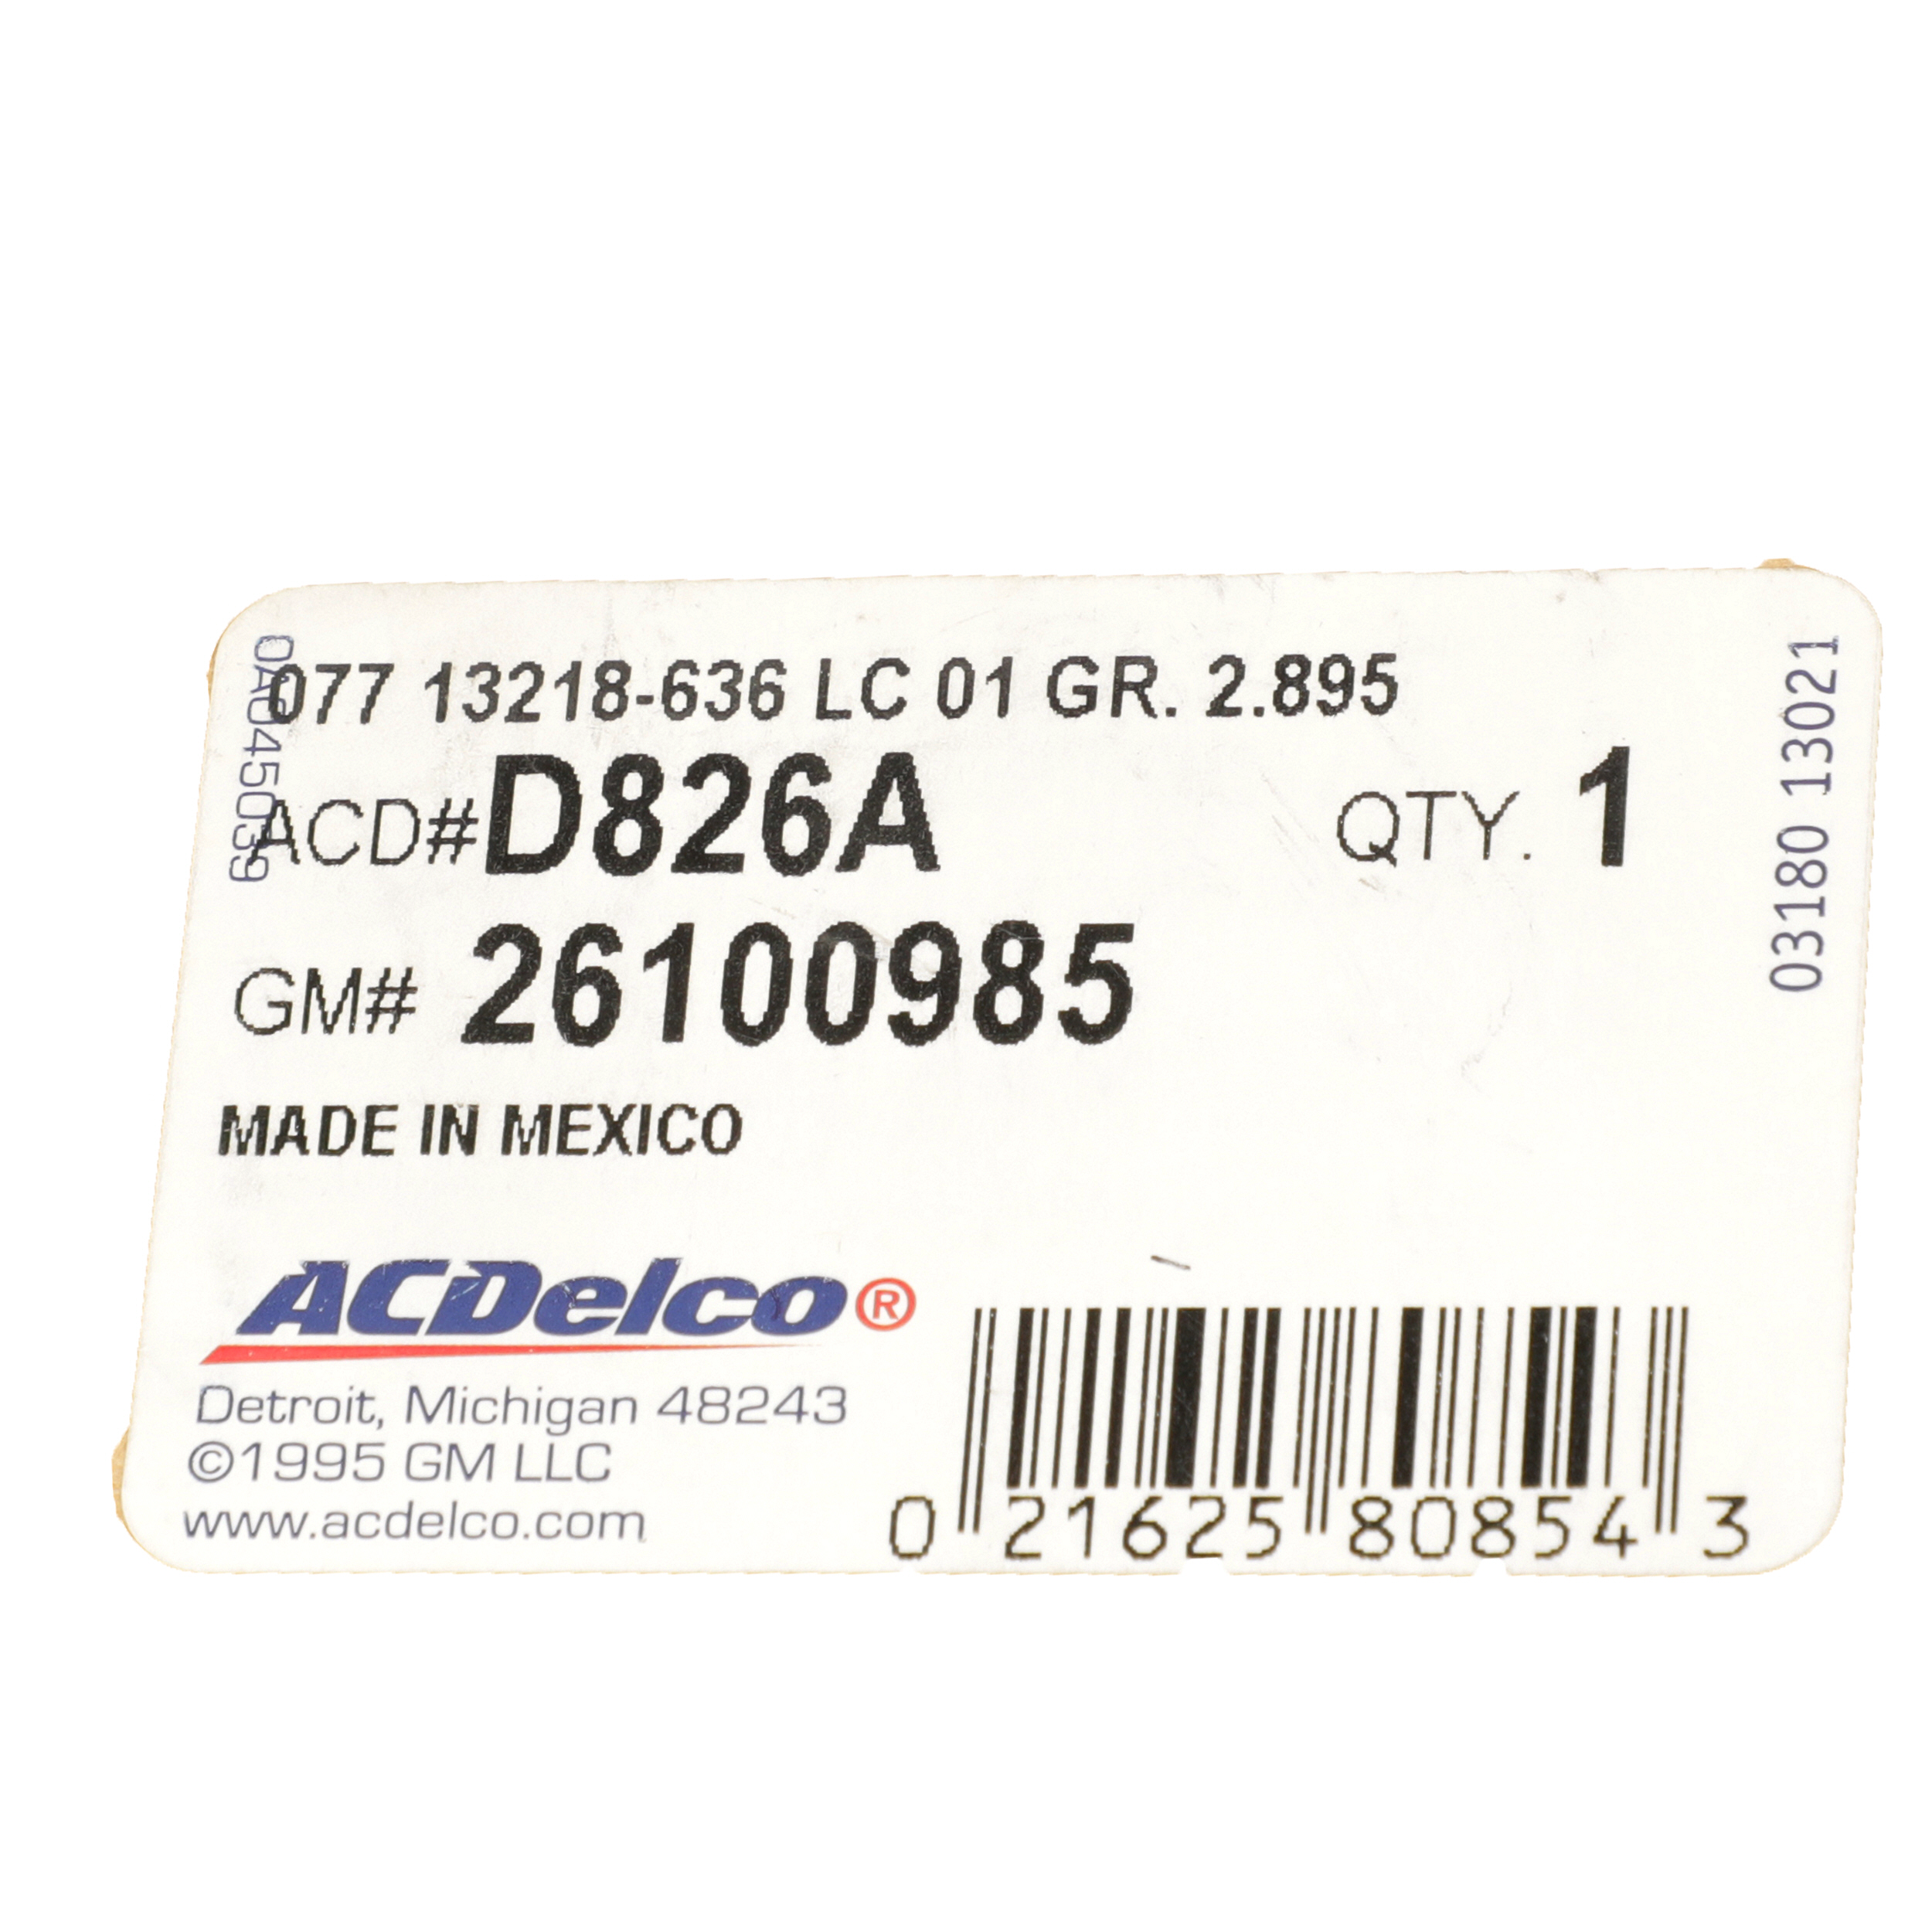 077 13218-636 LC 01 GR. 2.895
ACD# D826A QTY. 1
GM# 26100985
MADE IN MEXICO
ACDelco®
Detroit, Michigan 48243
©1995 GM LLC
www.acdelco.com
0 21625 80854 3
0A0450039
03180 13021